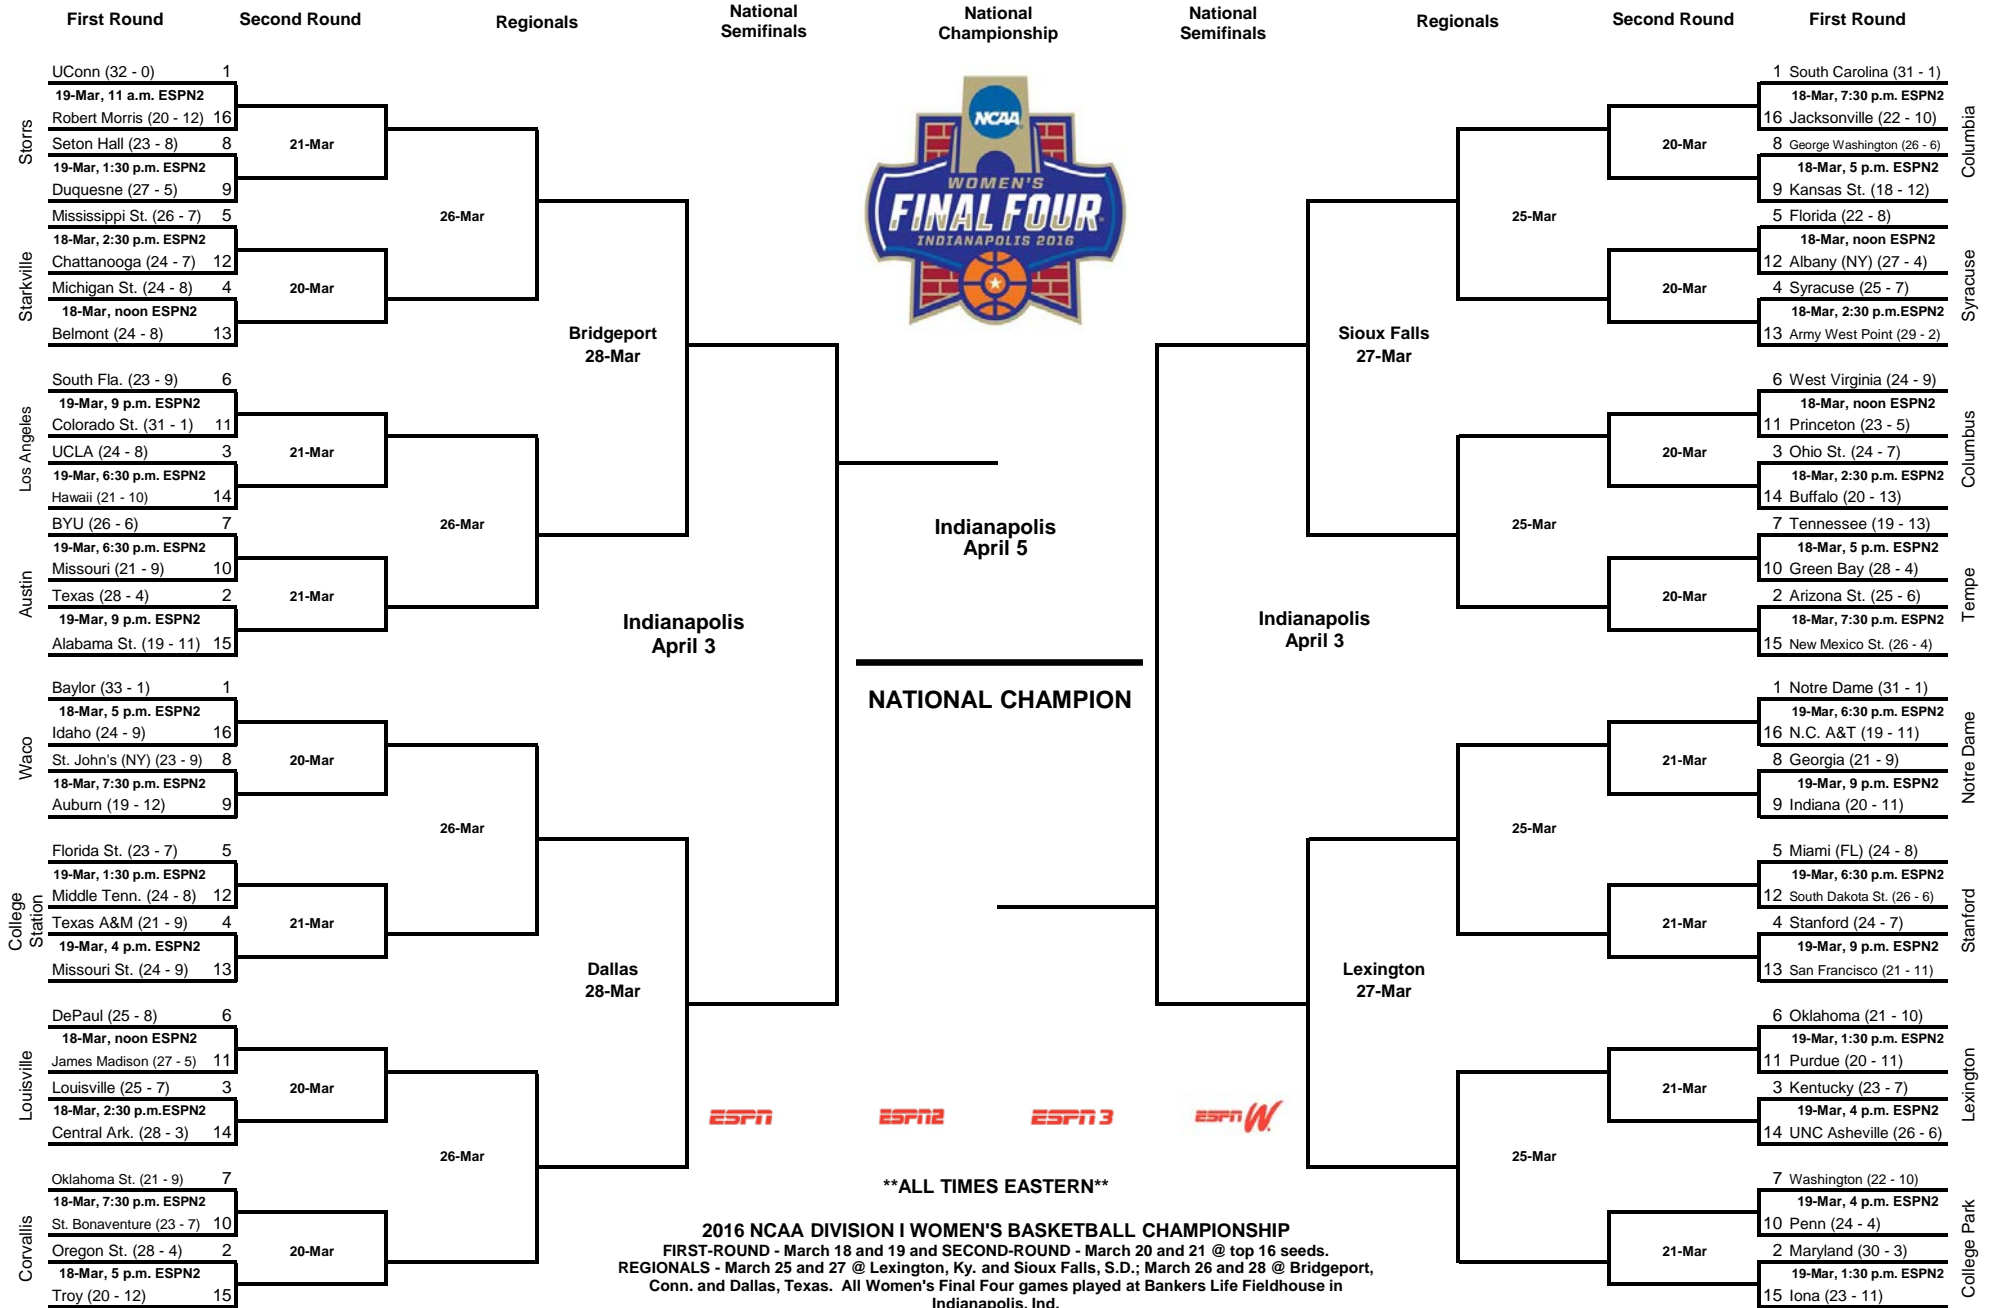 First Round
Second Round
Regionals
National
Semifinals
National
Championship
National
Semifinals
Regionals
Second Round
First Round
Storrs
UConn (32 - 0) 1
19-Mar, 11 a.m. ESPN2
Robert Morris (20 - 12) 16
21-Mar
Seton Hall (23 - 8) 8
19-Mar, 1:30 p.m. ESPN2
Duquesne (27 - 5) 9
26-Mar
Starkville
Mississippi St. (26 - 7) 5
18-Mar, 2:30 p.m. ESPN2
Chattanooga (24 - 7) 12
20-Mar
Michigan St. (24 - 8) 4
18-Mar, noon ESPN2
Belmont (24 - 8) 13
Bridgeport
28-Mar
Los Angeles
South Fla. (23 - 9) 6
19-Mar, 9 p.m. ESPN2
Colorado St. (31 - 1) 11
21-Mar
UCLA (24 - 8) 3
19-Mar, 6:30 p.m. ESPN2
Hawaii (21 - 10) 14
26-Mar
Austin
BYU (26 - 6) 7
19-Mar, 6:30 p.m. ESPN2
Missouri (21 - 9) 10
21-Mar
Texas (28 - 4) 2
19-Mar, 9 p.m. ESPN2
Alabama St. (19 - 11) 15
Indianapolis
April 3
Waco
Baylor (33 - 1) 1
18-Mar, 5 p.m. ESPN2
Idaho (24 - 9) 16
20-Mar
St. John's (NY) (23 - 9) 8
18-Mar, 7:30 p.m. ESPN2
Auburn (19 - 12) 9
26-Mar
College
Station
Florida St. (23 - 7) 5
19-Mar, 1:30 p.m. ESPN2
Middle Tenn. (24 - 8) 12
21-Mar
Texas A&M (21 - 9) 4
19-Mar, 4 p.m. ESPN2
Missouri St. (24 - 9) 13
Dallas
28-Mar
Louisville
DePaul (25 - 8) 6
18-Mar, noon ESPN2
James Madison (27 - 5) 11
20-Mar
Louisville (25 - 7) 3
18-Mar, 2:30 p.m.ESPN2
Central Ark. (28 - 3) 14
26-Mar
Corvallis
Oklahoma St. (21 - 9) 7
18-Mar, 7:30 p.m. ESPN2
St. Bonaventure (23 - 7) 10
20-Mar
Oregon St. (28 - 4) 2
18-Mar, 5 p.m. ESPN2
Troy (20 - 12) 15
NCAA
WOMEN'S
FINAL FOUR
INDIANAPOLIS 2016
Indianapolis
April 5
NATIONAL CHAMPION
1 South Carolina (31 - 1)
18-Mar, 7:30 p.m. ESPN2
16 Jacksonville (22 - 10)
20-Mar
8 George Washington (26 - 6)
18-Mar, 5 p.m. ESPN2
9 Kansas St. (18 - 12)
Columbia
25-Mar
5 Florida (22 - 8)
18-Mar, noon ESPN2
12 Albany (NY) (27 - 4)
20-Mar
4 Syracuse (25 - 7)
18-Mar, 2:30 p.m.ESPN2
13 Army West Point (29 - 2)
Syracuse
Sioux Falls
27-Mar
6 West Virginia (24 - 9)
18-Mar, noon ESPN2
11 Princeton (23 - 5)
20-Mar
3 Ohio St. (24 - 7)
18-Mar, 2:30 p.m. ESPN2
14 Buffalo (20 - 13)
Columbus
25-Mar
7 Tennessee (19 - 13)
18-Mar, 5 p.m. ESPN2
10 Green Bay (28 - 4)
20-Mar
2 Arizona St. (25 - 6)
18-Mar, 7:30 p.m. ESPN2
15 New Mexico St. (26 - 4)
Tempe
Indianapolis
April 3
1 Notre Dame (31 - 1)
19-Mar, 6:30 p.m. ESPN2
16 N.C. A&T (19 - 11)
21-Mar
8 Georgia (21 - 9)
19-Mar, 9 p.m. ESPN2
9 Indiana (20 - 11)
Notre Dame
25-Mar
5 Miami (FL) (24 - 8)
19-Mar, 6:30 p.m. ESPN2
12 South Dakota St. (26 - 6)
21-Mar
4 Stanford (24 - 7)
19-Mar, 9 p.m. ESPN2
13 San Francisco (21 - 11)
Stanford
Lexington
27-Mar
6 Oklahoma (21 - 10)
19-Mar, 1:30 p.m. ESPN2
11 Purdue (20 - 11)
21-Mar
3 Kentucky (23 - 7)
19-Mar, 4 p.m. ESPN2
14 UNC Asheville (26 - 6)
Lexington
25-Mar
7 Washington (22 - 10)
19-Mar, 4 p.m. ESPN2
10 Penn (24 - 4)
21-Mar
2 Maryland (30 - 3)
19-Mar, 1:30 p.m. ESPN2
15 Iona (23 - 11)
College Park
ESPN ESPN2 ESPN3 ESPN W
**ALL TIMES EASTERN**
2016 NCAA DIVISION I WOMEN'S BASKETBALL CHAMPIONSHIP
FIRST-ROUND - March 18 and 19 and SECOND-ROUND - March 20 and 21 @ top 16 seeds.
REGIONALS - March 25 and 27 @ Lexington, Ky. and Sioux Falls, S.D.; March 26 and 28 @ Bridgeport,
Conn. and Dallas, Texas. All Women's Final Four games played at Bankers Life Fieldhouse in
Indianapolis, Ind.